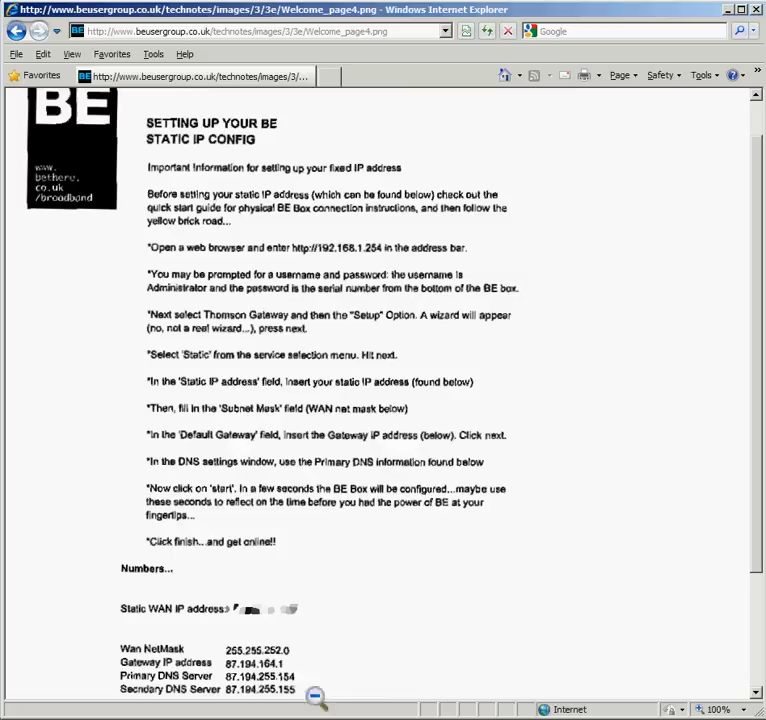 http://www.beusergroup.co.uk/technotes/images/3/3e/Welcome_page4.png - Windows Internet Explorer
BE http://www.beusergroup.co.uk/technotes/images/3/3e/Welcome_page4.png
Google
File Edit View Favorites Tools Help
Favorites BE http://www.beusergroup.co.uk/technotes/images/3/... Page Safety Tools »
BE
www.
bethere.
co.uk
/broadband
SETTING UP YOUR BE
STATIC IP CONFIG
Important Information for setting up your fixed IP address
Before setting your static IP address (which can be found below) check out the
quick start guide for physical BE Box connection instructions, and then follow the
yellow brick road...
*Open a web browser and enter http://192.168.1.254 in the address bar.
*You may be prompted for a username and password: the username is
Administrator and the password is the serial number from the bottom of the BE box.
*Next select Thomson Gateway and then the "Setup" Option. A wizard will appear
(no, not a real wizard...), press next.
*Select 'Static' from the service selection menu. Hit next.
*In the 'Static IP address' field, insert your static IP address (found below)
*Then, fill in the 'Subnet Mask' field (WAN net mask below)
*In the 'Default Gateway' field, insert the Gateway IP address (below). Click next.
*In the DNS settings window, use the Primary DNS information found below
*Now click on 'start'. In a few seconds the BE Box will be configured...maybe use
these seconds to reflect on the time before you had the power of BE at your
fingertips...
*Click finish...and get online!!
Numbers...
Static WAN IP address:
Wan NetMask 255.255.252.0
Gateway IP address 87.194.164.1
Primary DNS Server 87.194.255.154
Secndary DNS Server 87.194.255.155
Internet 100%